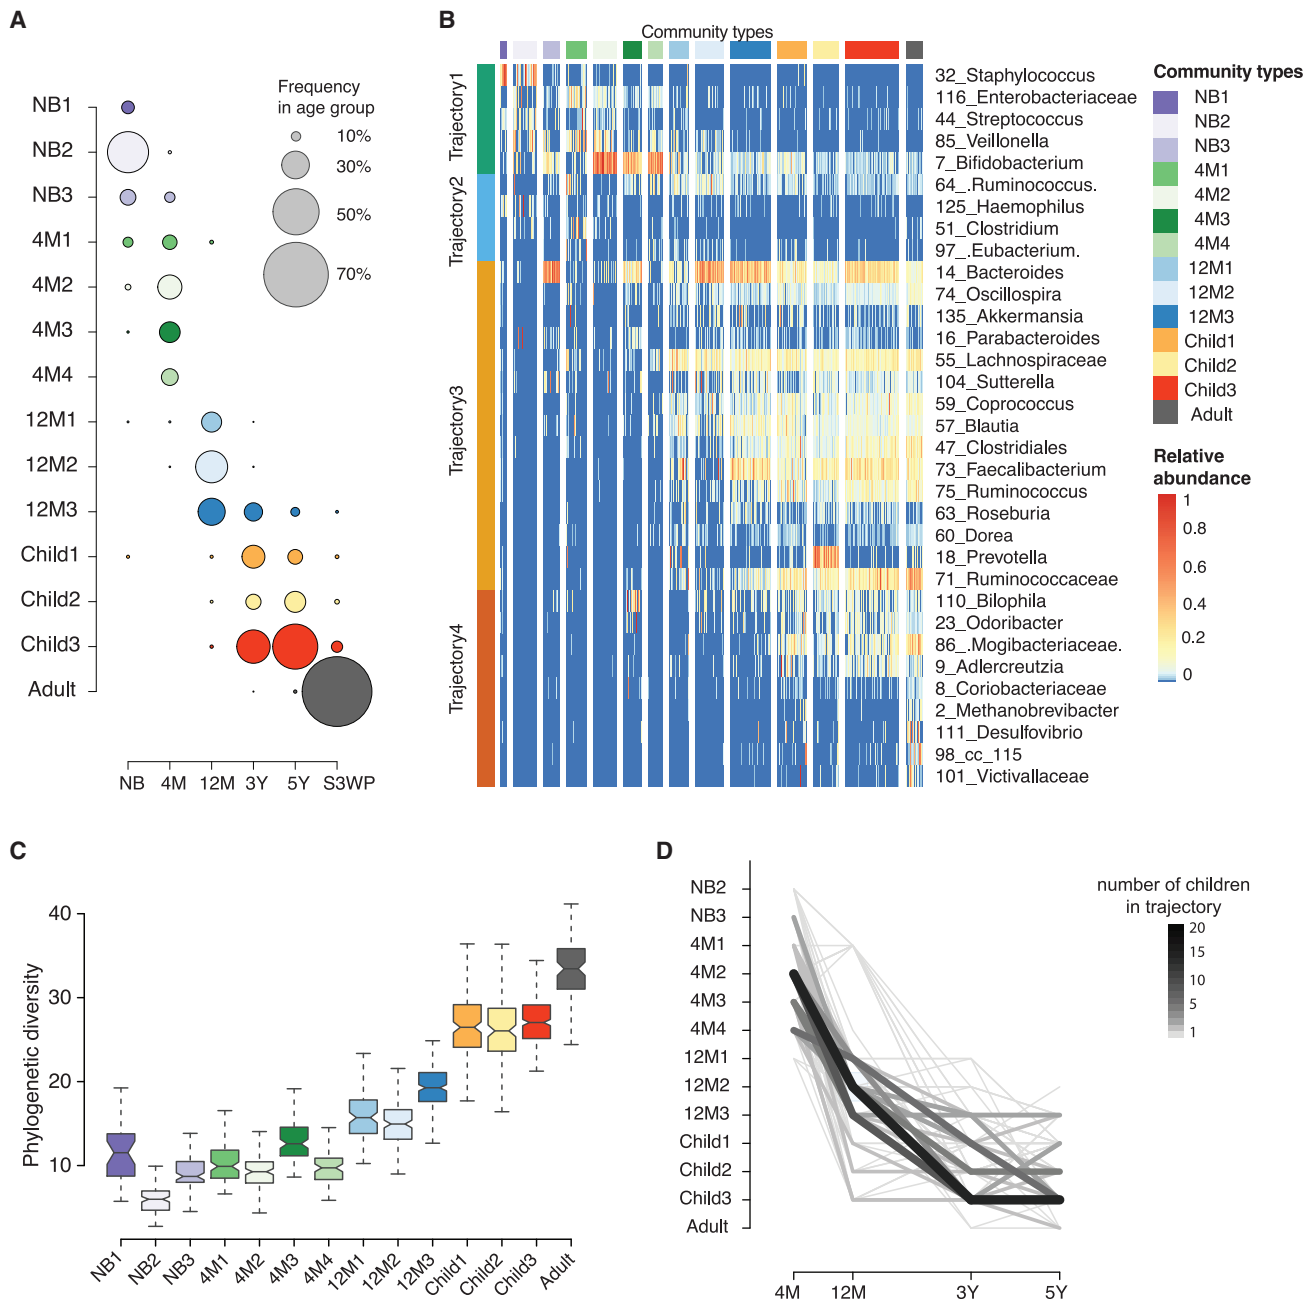 A
Frequency
in age group
10%
30%
50%
70%
NB1
NB2
NB3
4M1
4M2
4M3
4M4
12M1
12M2
12M3
Child1
Child2
Child3
Adult
NB 4M 12M 3Y 5Y S3WP
B
Community types
Trajectory1
Trajectory2
Trajectory3
Trajectory4
32_Staphylococcus
116_Enterobacteriaceae
44_Streptococcus
85_Veillonella
7_Bifidobacterium
64_.Ruminococcus.
125_Haemophilus
51_Clostridium
97_.Eubacterium.
14_Bacteroides
74_Oscillospira
135_Akkermansia
16_Parabacteroides
55_Lachnospiraceae
104_Sutterella
59_Coprococcus
57_Blautia
47_Clostridiales
73_Faecalibacterium
75_Ruminococcus
63_Roseburia
60_Dorea
18_Prevotella
71_Ruminococcaceae
110_Bilophila
23_Odoribacter
86_.Mogibacteriaceae.
9_Adlercreutzia
8_Coriobacteriaceae
2_Methanobrevibacter
111_Desulfovibrio
98_cc_115
101_Victivallaceae
Community types
NB1
NB2
NB3
4M1
4M2
4M3
4M4
12M1
12M2
12M3
Child1
Child2
Child3
Adult
Relative
abundance
1
0.8
0.6
0.4
0.2
0
C
Phylogenetic diversity
40
30
20
10
NB1 NB2 NB3 4M1 4M2 4M3 4M4 12M1 12M2 12M3 Child1 Child2 Child3 Adult
D
NB2
NB3
4M1
4M2
4M3
4M4
12M1
12M2
12M3
Child1
Child2
Child3
Adult
4M 12M 3Y 5Y
number of children
in trajectory
20
15
10
5
1